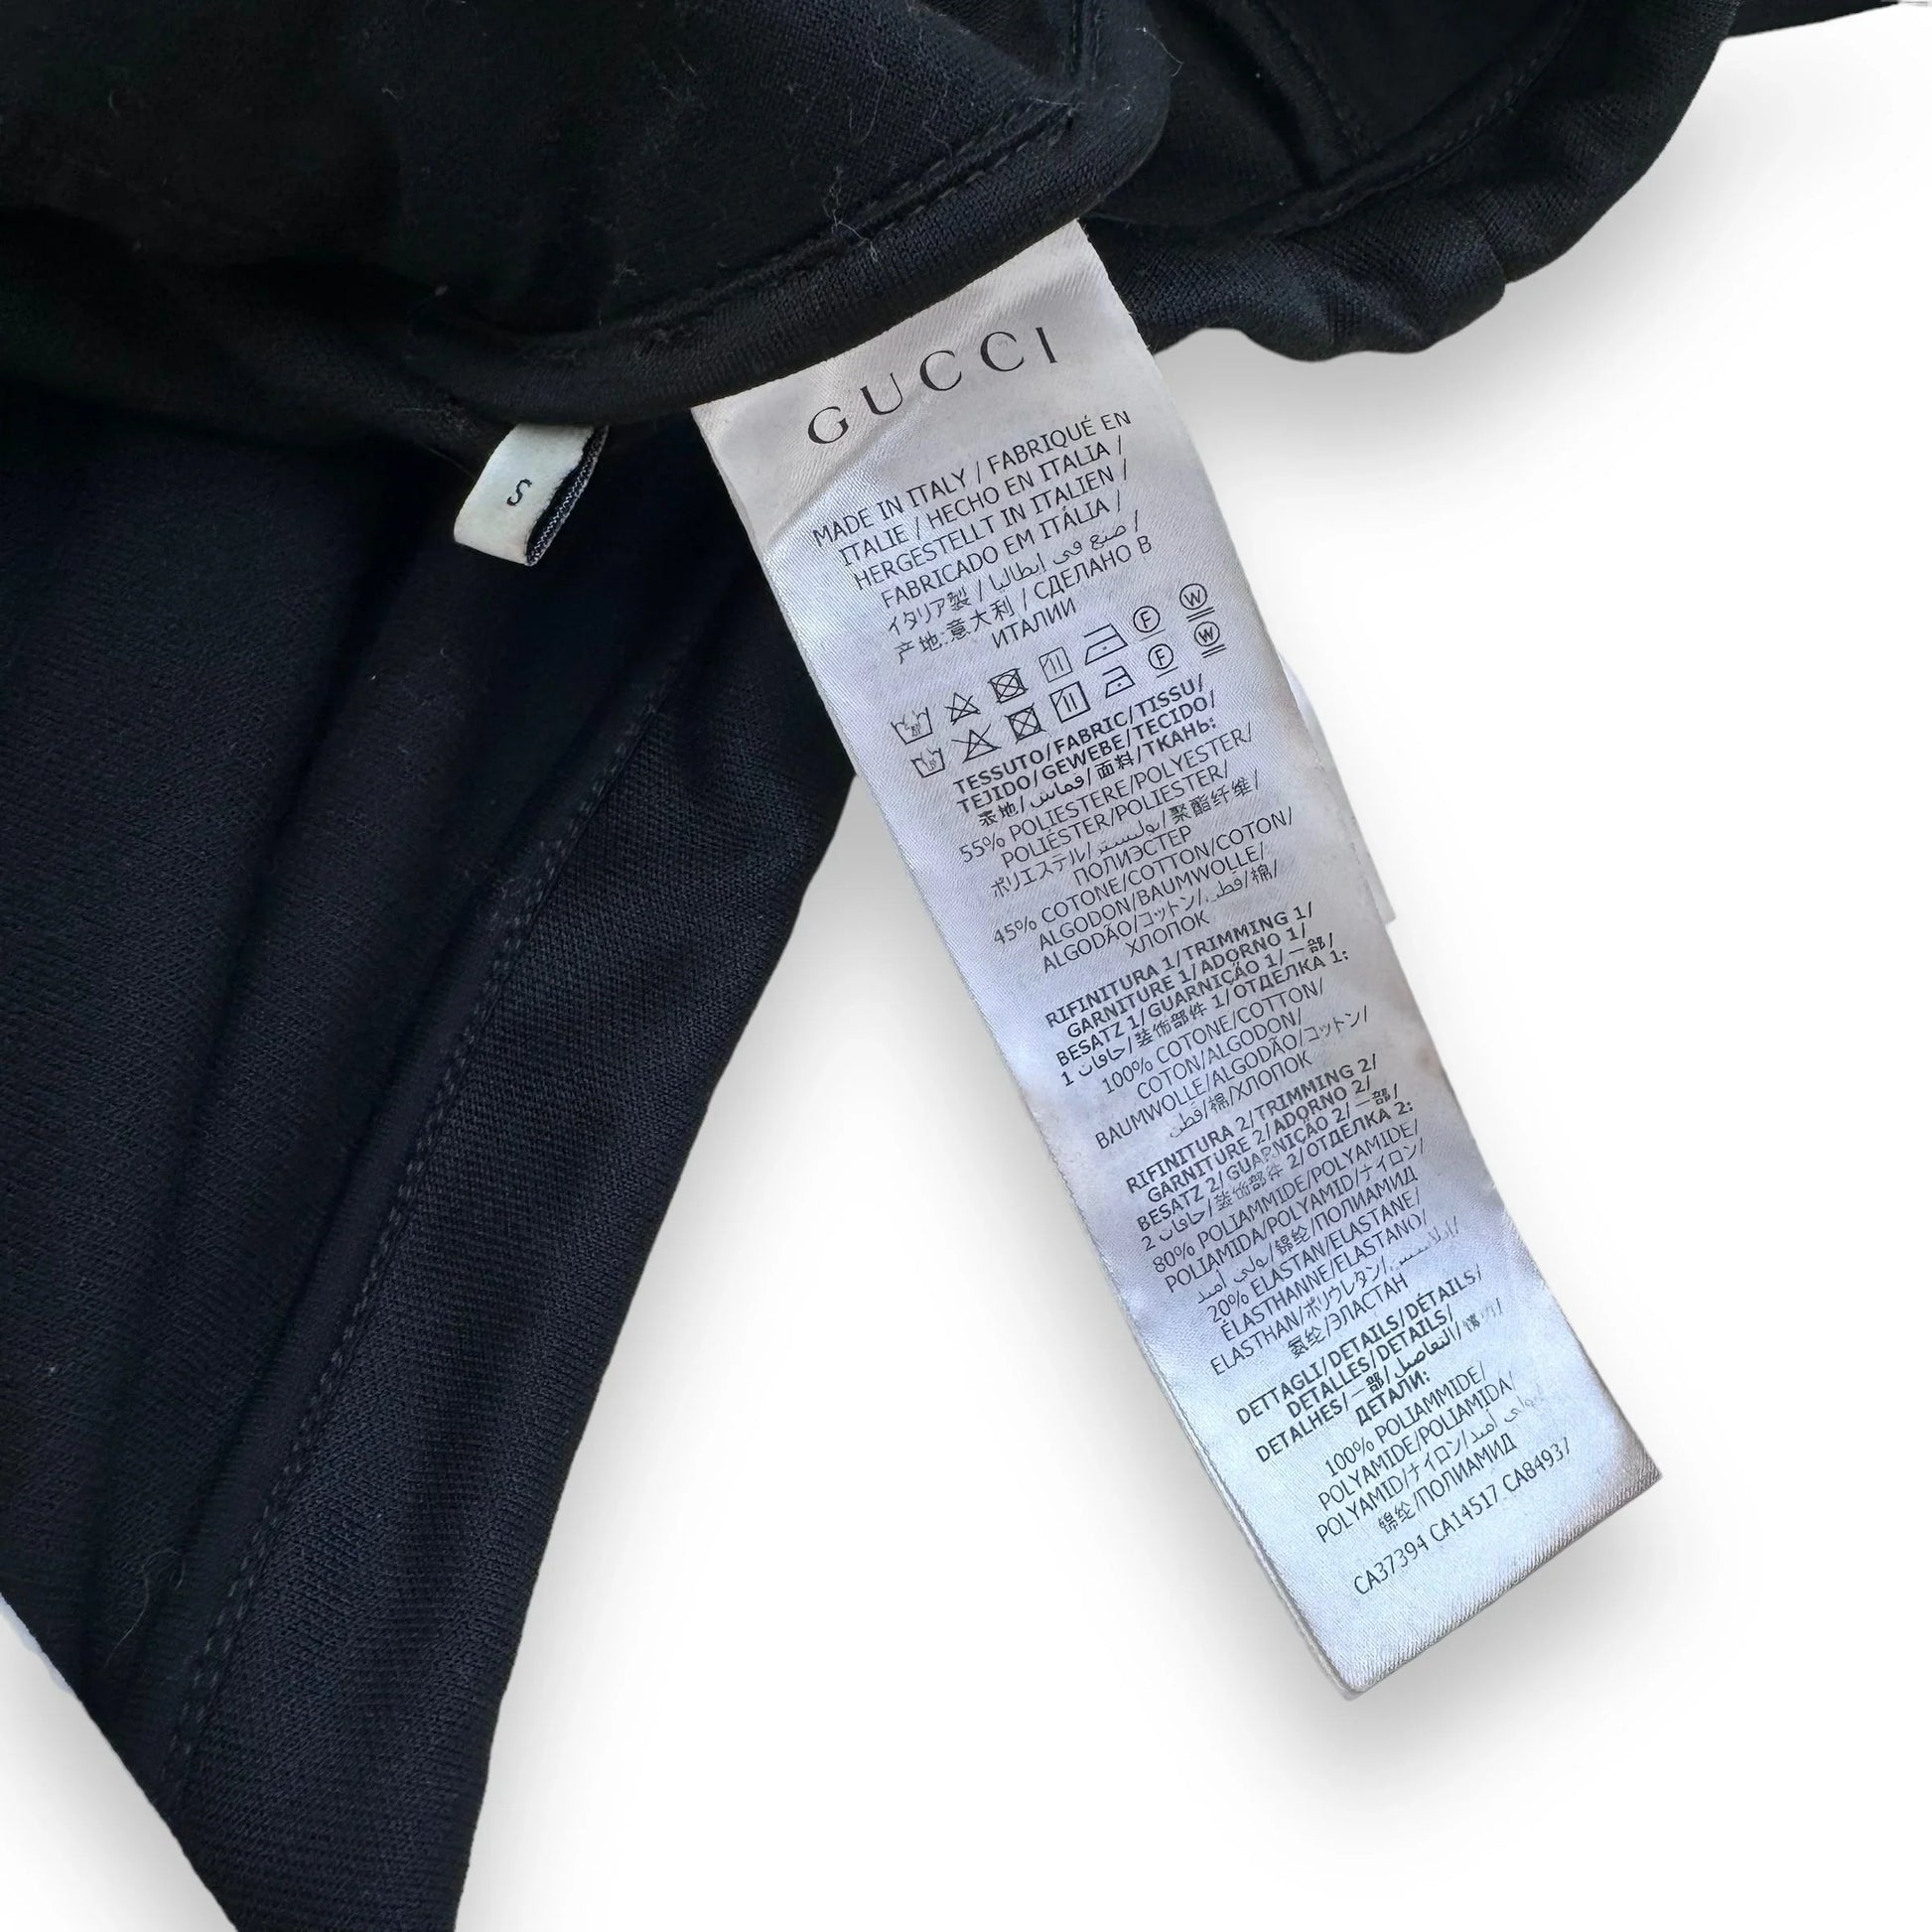 GUCCI
MADE IN ITALY / FABRIQUÉ EN
ITALIE / HECHO EN ITALIA /
HERGESTELLT IN ITALIEN /
FABRICADO EM ITÁLIA /
イタリア製 / صنع في ايطاليا /
产地:意大利 / СДЕЛАНО В
ИТАЛИИ
F W
F W
TESSUTO/FABRIC/TISSU/
TEJIDO/GEWEBE/TECIDO/
表地/قماش/面料/ТКАНЬ:
55% POLIESTERE/POLYESTER/
POLIÉSTER/POLIESTER/
ポリエステル/بوليستر/聚酯纤维/
ПОЛИЭСТЕР
45% COTONE/COTTON/COTON/
ALGODON/BAUMWOLLE/
ALGODÃO/コットン/قطن/棉/
ХЛОПОК
RIFINITURA 1/TRIMMING 1/
GARNITURE 1/ADORNO 1/
BESATZ 1/GUARNIÇÃO 1/一部/
حافات 1/装饰部件 1/ОТДЕЛКА 1:
100% COTONE/COTTON/
COTON/ALGODON/
BAUMWOLLE/ALGODÃO/コットン/
قطن/棉/ХЛОПОК
RIFINITURA 2/TRIMMING 2/
GARNITURE 2/ADORNO 2/
BESATZ 2/GUARNIÇÃO 2/一部/
حافات 2/装饰部件 2/ОТДЕЛКА 2:
80% POLIAMMIDE/POLYAMIDE/
POLIAMIDA/POLYAMID/ナイロン/
بولي أميد/锦纶/ПОЛИАМИД
20% ELASTAN/ELASTANE/
ÉLASTHANNE/ELASTANO/
ELASTHAN/ポリウレタン/
氨纶/ЭЛАСТАН
DETTAGLI/DETAILS/DÉTAILS/
DETALLES/DETAILS/
DETALHES/一部/التفاصيل/
ДЕТАЛИ:
100% POLIAMMIDE/
POLYAMIDE/POLIAMIDA/
POLYAMID/ナイロン/بولي أميد/
锦纶/ПОЛИАМИД
CA37394 CA14517 CA84937
S